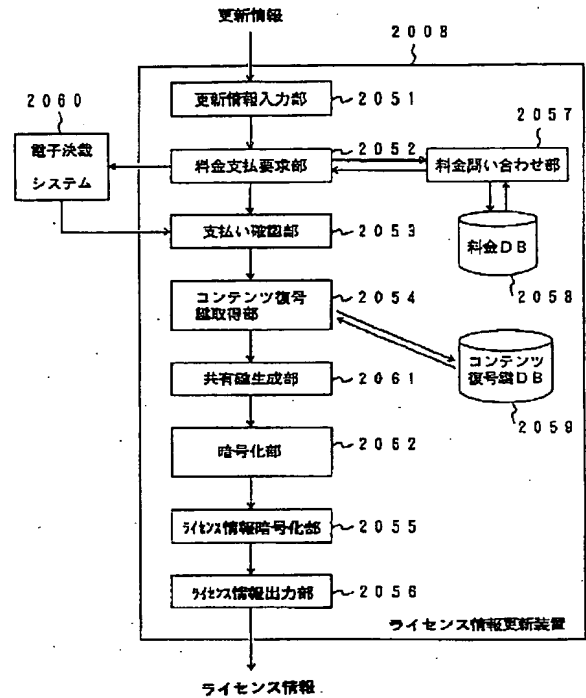 更新情報
2008
更新情報入力部
2051
2060
電子決裁
システム
料金支払要求部
2052
2057
料金問い合わせ部
支払い確認部
2053
料金DB
2058
コンテンツ復号
鍵取得部
2054
コンテンツ
復号鍵DB
2059
共有鍵生成部
2061
暗号化部
2062
ライセンス情報暗号化部
2055
ライセンス情報出力部
2056
ライセンス情報更新装置
ライセンス情報